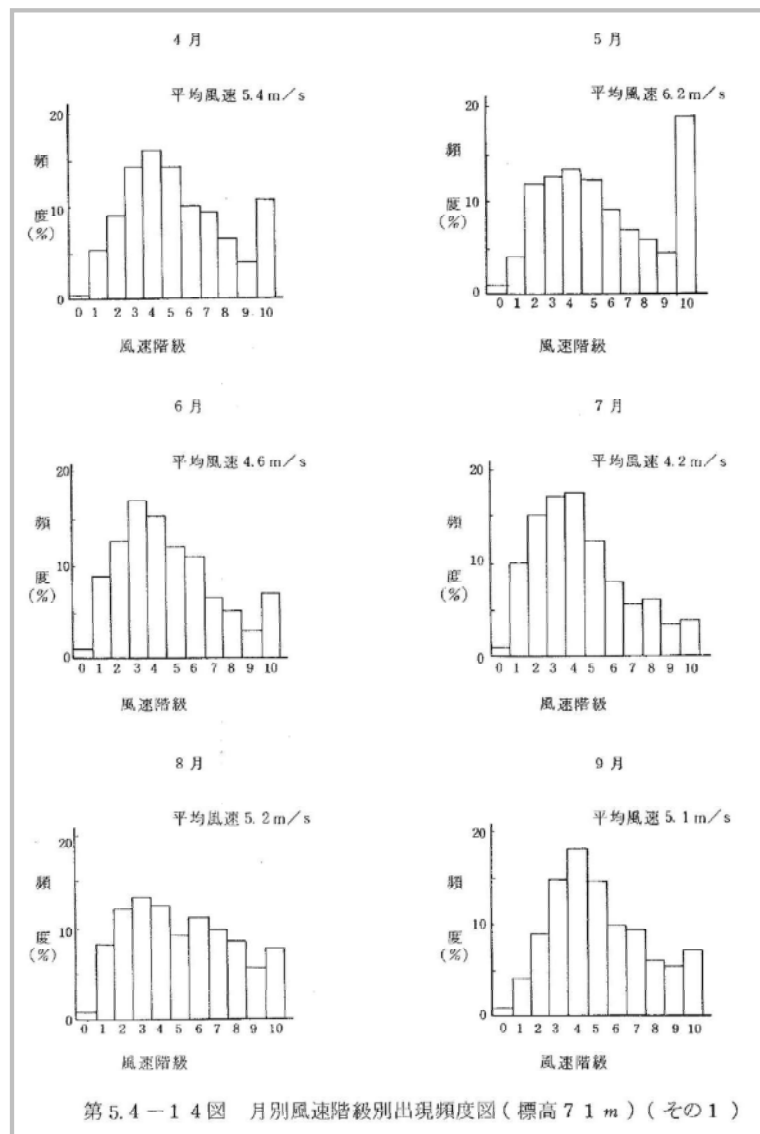 4月
平均風速5.4m/s
20
頻
10
度
(%)
0
0 1 2 3 4 5 6 7 8 9 10
風速階級
5月
平均風速6.2m/s
20
頻
10
度
(%)
0
0 1 2 3 4 5 6 7 8 9 10
風速階級
6月
平均風速4.6m/s
20
頻
10
度
(%)
0
0 1 2 3 4 5 6 7 8 9 10
風速階級
7月
平均風速4.2m/s
20
頻
10
度
(%)
0
0 1 2 3 4 5 6 7 8 9 10
風速階級
8月
平均風速5.2m/s
20
頻
10
度
(%)
0
0 1 2 3 4 5 6 7 8 9 10
風速階級
9月
平均風速5.1m/s
20
頻
10
度
(%)
0
0 1 2 3 4 5 6 7 8 9 10
風速階級
第5.4-14図 月別風速階級別出現頻度図(標高71m)(その1)